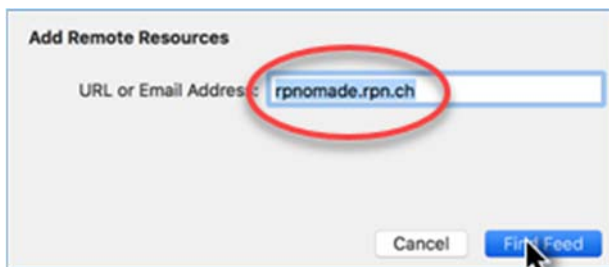 Add Remote Resources
URL or Email Address: rpnomade.rpn.ch
Cancel Find Feed